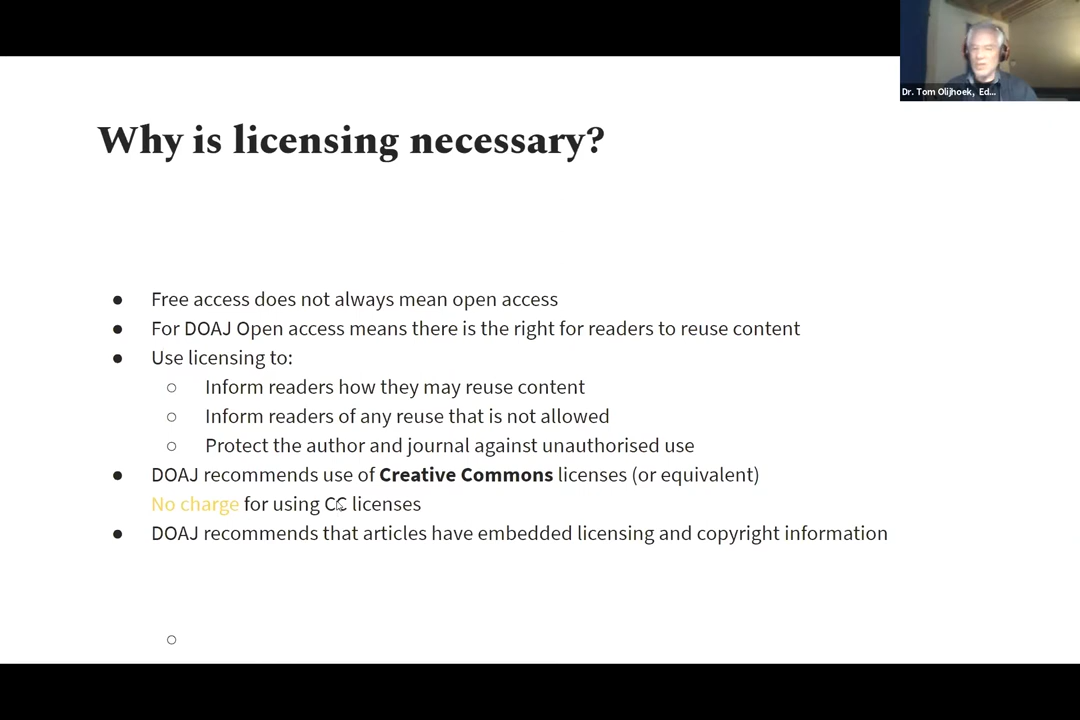 Dr. Tom Olijhoek, Ed...
Why is licensing necessary?
● Free access does not always mean open access
● For DOAJ Open access means there is the right for readers to reuse content
● Use licensing to:
○ Inform readers how they may reuse content
○ Inform readers of any reuse that is not allowed
○ Protect the author and journal against unauthorised use
● DOAJ recommends use of Creative Commons licenses (or equivalent)
No charge for using CC licenses
● DOAJ recommends that articles have embedded licensing and copyright information
○